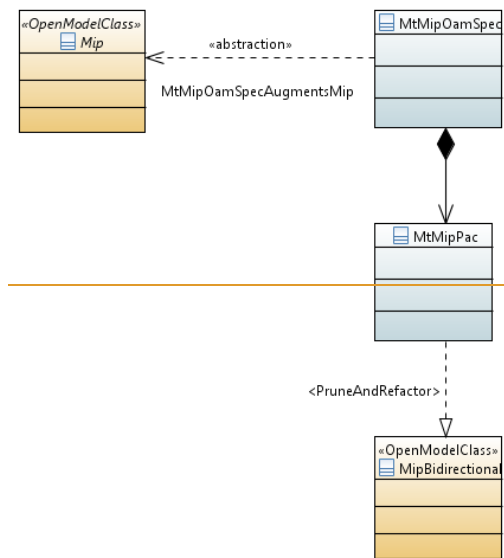 «OpenModelClass»
Mip
MtMipOamSpec
«abstraction»
MtMipOamSpecAugmentsMip
MtMipPac
<PruneAndRefactor>
«OpenModelClass»
MipBidirectional